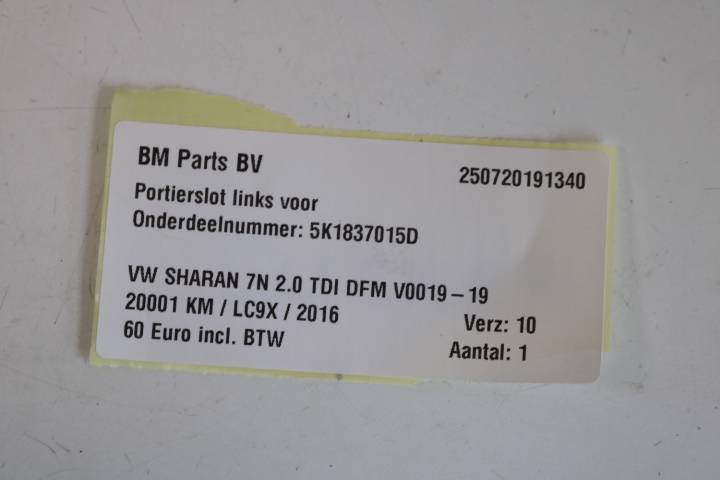 BM Parts BV
250720191340
Portierslot links voor
Onderdeelnummer: 5K1837015D
VW SHARAN 7N 2.0 TDI DFM V0019-19
20001 KM / LC9X / 2016
Verz: 10
60 Euro incl. BTW
Aantal: 1